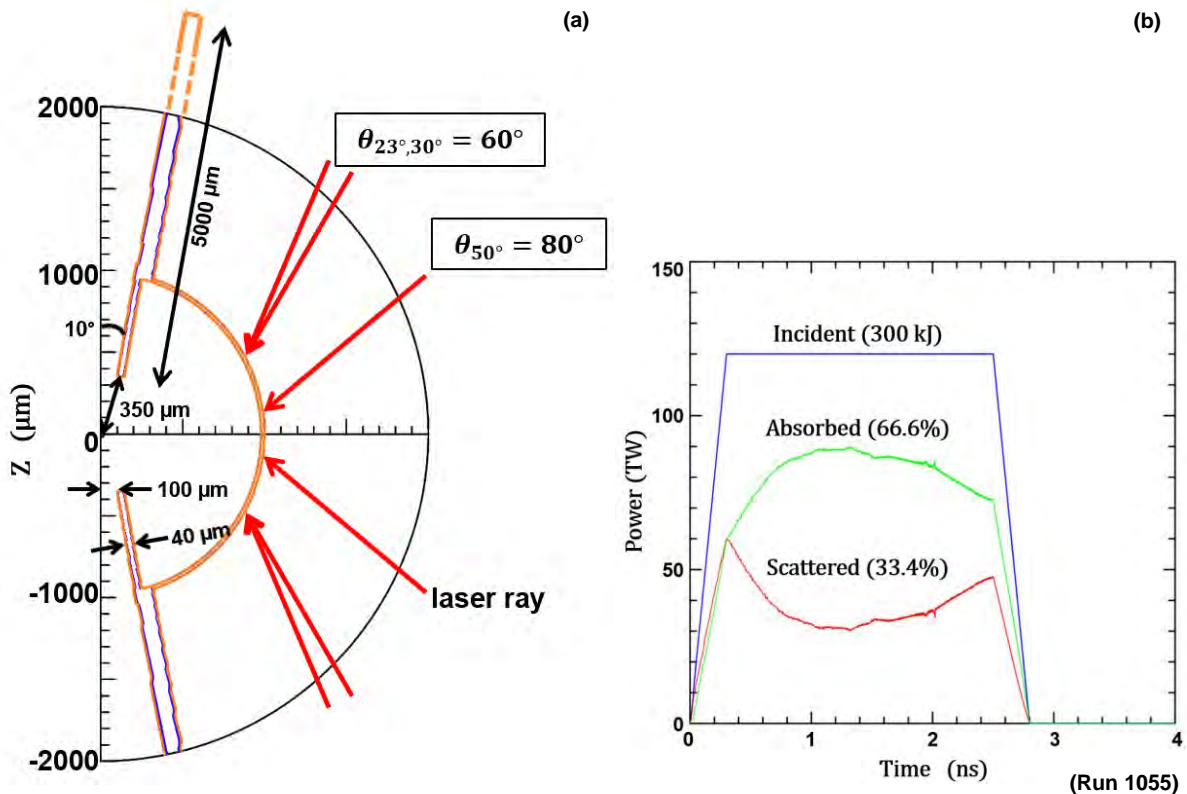 (a)
2000
θ23°,30° = 60°
5000 µm
θ50° = 80°
1000
10°
350 µm
Z (µm)
0
100 µm
40 µm
-1000
laser ray
-2000
(b)
150
Incident (300 kJ)
100
Absorbed (66.6%)
Power (TW)
50
Scattered (33.4%)
0
0 1 2 3 4
Time (ns)
(Run 1055)